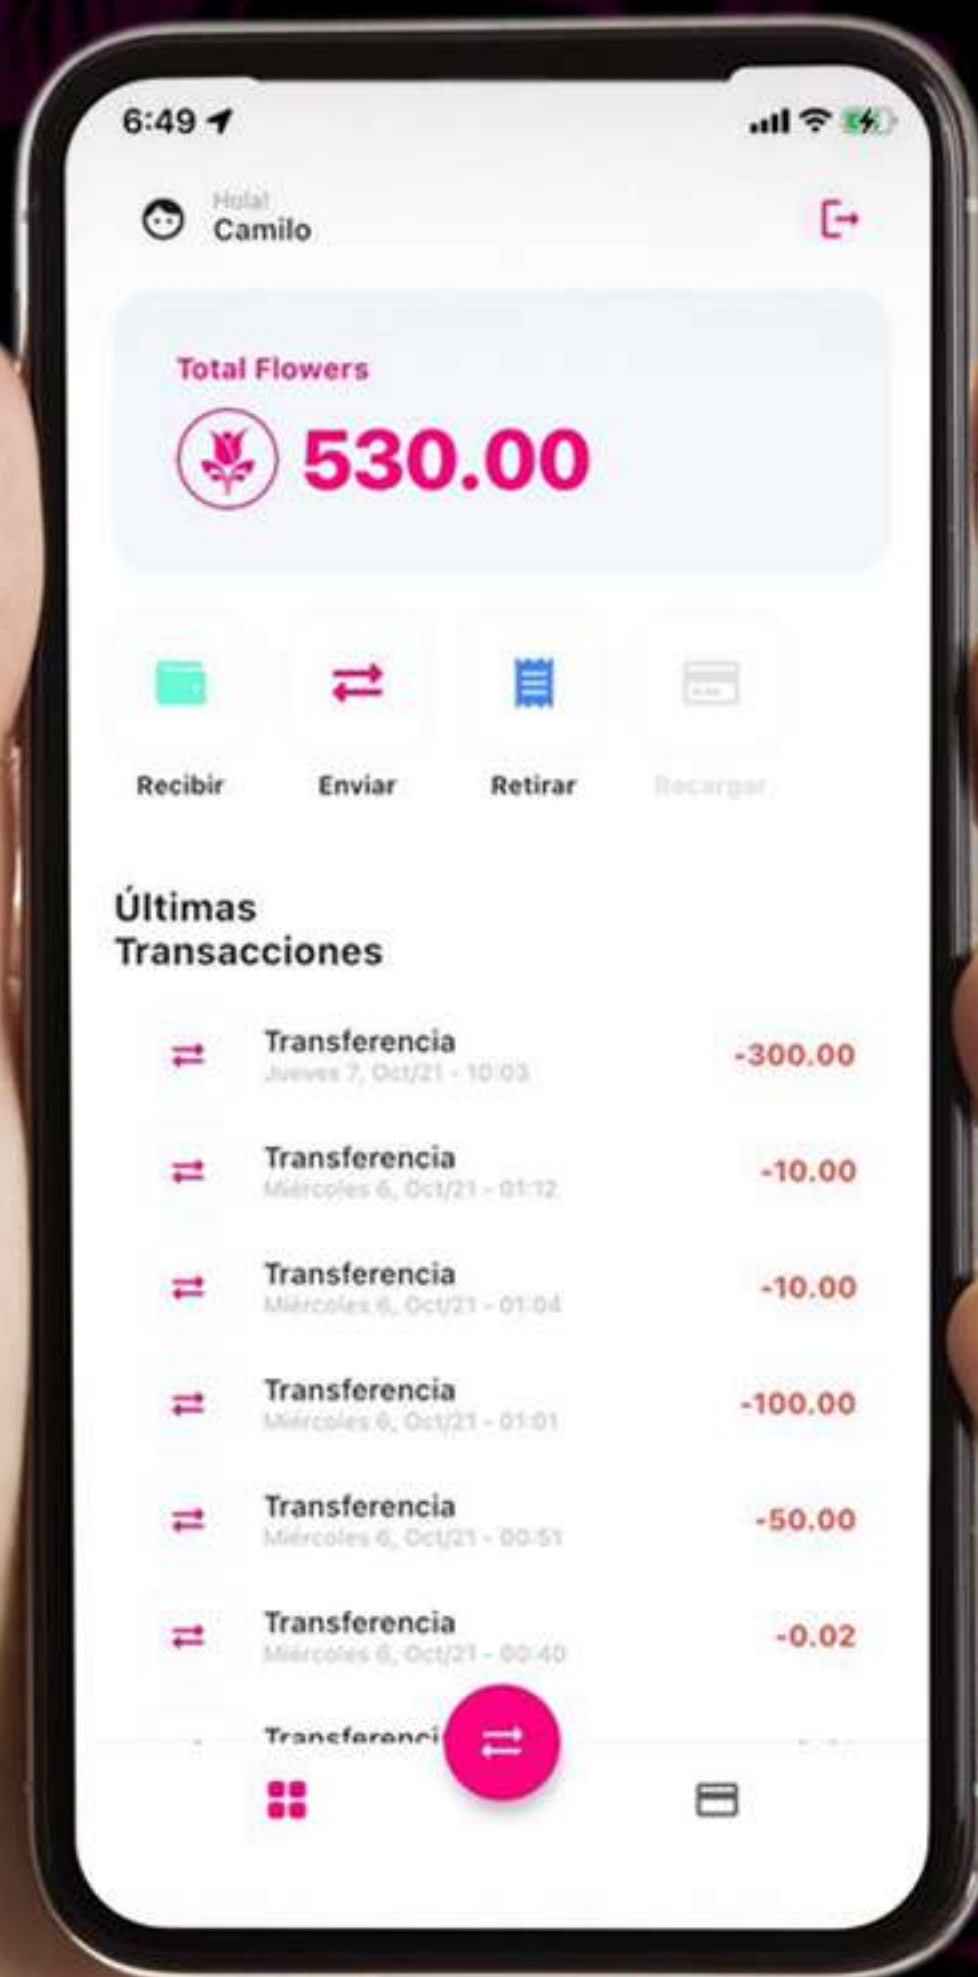 6:49
Hola!
Camilo
Total Flowers
530.00
Recibir
Enviar
Retirar
Recargar
Últimas
Transacciones
Transferencia
-300.00
Jueves 7, Oct/21 - 10:03
Transferencia
-10.00
Miércoles 6, Oct/21 - 01:12
Transferencia
-10.00
Miércoles 6, Oct/21 - 01:04
Transferencia
-100.00
Miércoles 6, Oct/21 - 01:01
Transferencia
-50.00
Miércoles 6, Oct/21 - 00:51
Transferencia
-0.02
Miércoles 6, Oct/21 - 00:40